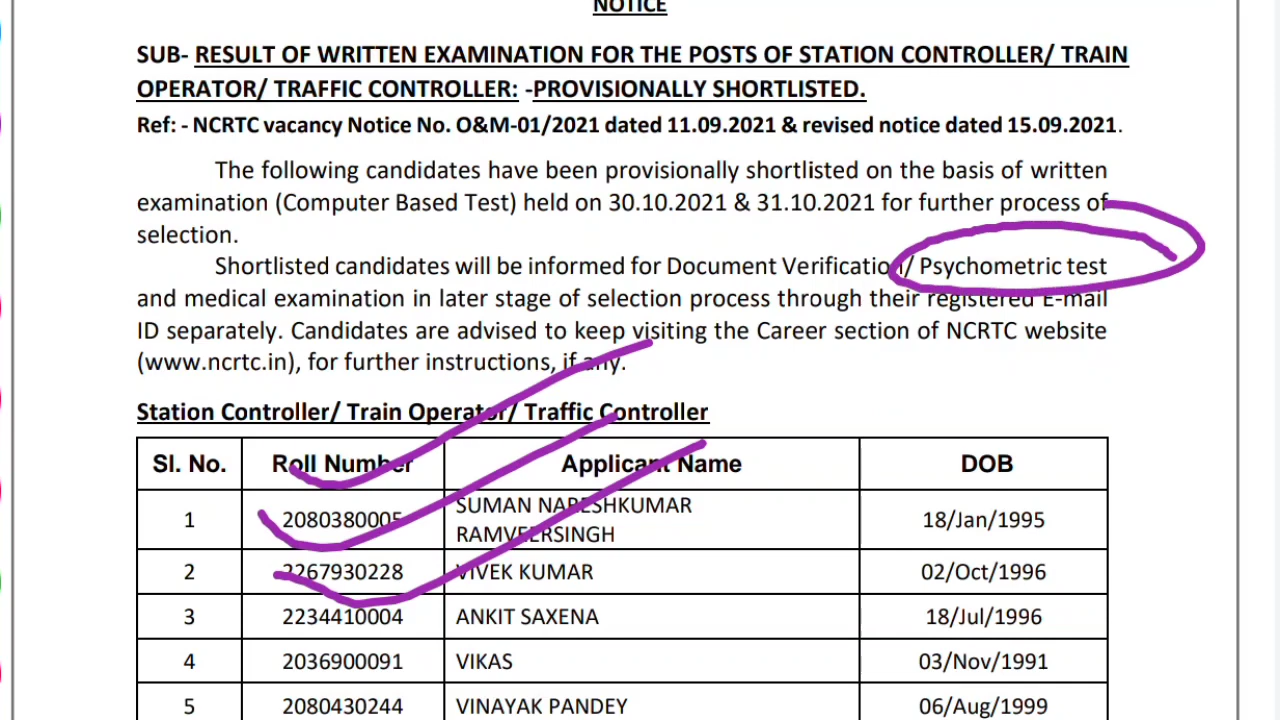 NOTICE
SUB- RESULT OF WRITTEN EXAMINATION FOR THE POSTS OF STATION CONTROLLER/ TRAIN
OPERATOR/ TRAFFIC CONTROLLER: -PROVISIONALLY SHORTLISTED.
Ref: - NCRTC vacancy Notice No. O&M-01/2021 dated 11.09.2021 & revised notice dated 15.09.2021.
The following candidates have been provisionally shortlisted on the basis of written
examination (Computer Based Test) held on 30.10.2021 & 31.10.2021 for further process of
selection.
Shortlisted candidates will be informed for Document Verification/ Psychometric test
and medical examination in later stage of selection process through their registered E-mail
ID separately. Candidates are advised to keep visiting the Career section of NCRTC website
(www.ncrtc.in), for further instructions, if any.
Station Controller/ Train Operator/ Traffic Controller
Sl. No. Roll Number Applicant Name DOB
1 2080380005 SUMAN NARESHKUMAR RAMVEERSINGH 18/Jan/1995
2 2267930228 VIVEK KUMAR 02/Oct/1996
3 2234410004 ANKIT SAXENA 18/Jul/1996
4 2036900091 VIKAS 03/Nov/1991
5 2080430244 VINAYAK PANDEY 06/Aug/1999